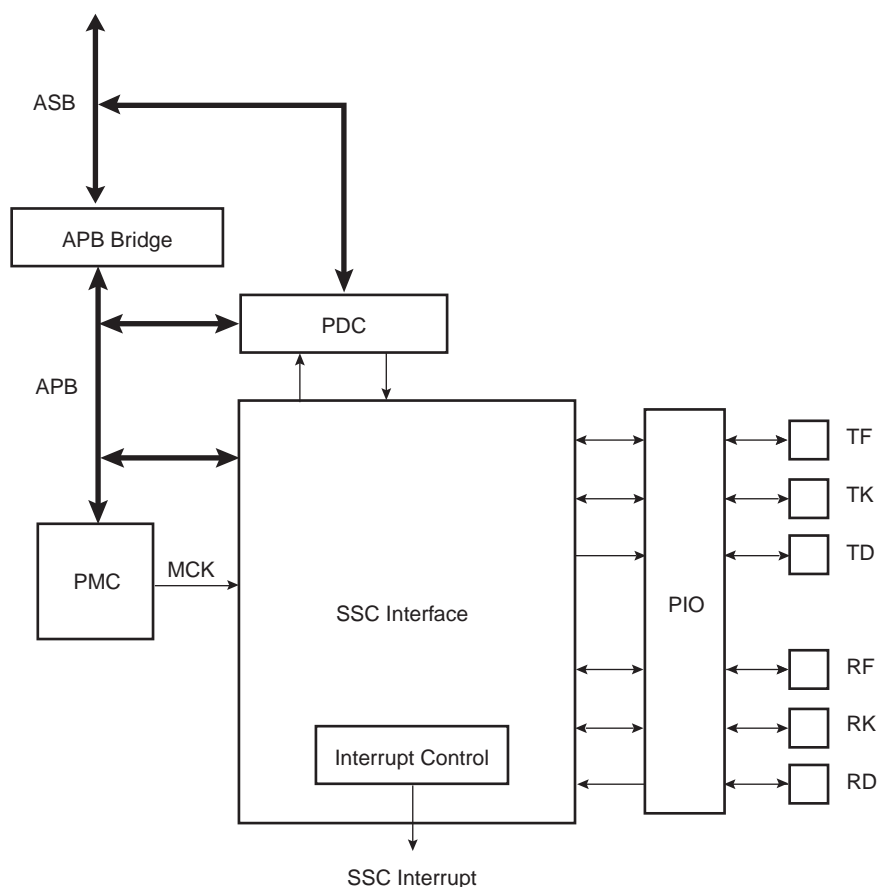 ASB
APB Bridge
PDC
APB
TF
TK
TD
PMC
MCK
SSC Interface
PIO
RF
RK
RD
Interrupt Control
SSC Interrupt